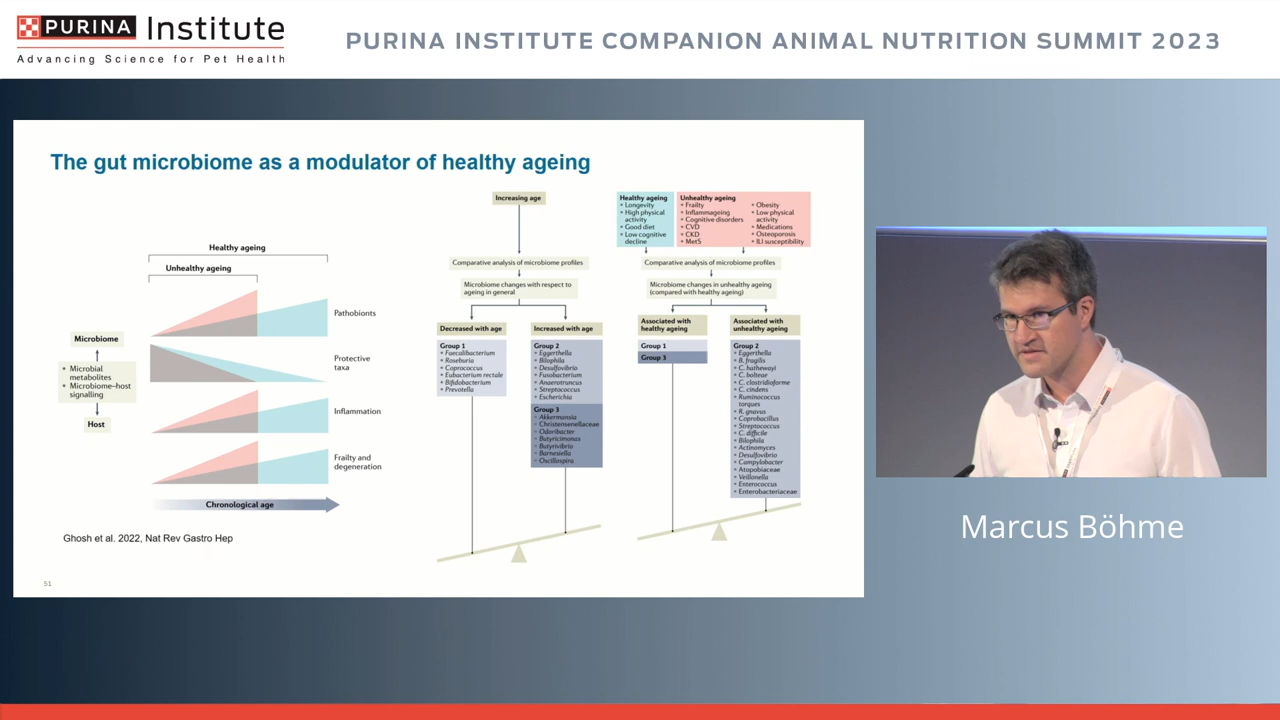 PURINA Institute
Advancing Science for Pet Health
PURINA INSTITUTE COMPANION ANIMAL NUTRITION SUMMIT 2023
The gut microbiome as a modulator of healthy ageing
Healthy ageing
Unhealthy ageing
Pathobionts
Protective
taxa
Inflammation
Frailty and
degeneration
Microbiome
• Microbial
metabolites
• Microbiome–host
signalling
Host
Chronological age
Ghosh et al. 2022, Nat Rev Gastro Hep
51
Increasing age
Comparative analysis of microbiome profiles
Microbiome changes with respect to
ageing in general
Decreased with age
Group 1
• Faecalibacterium
• Roseburia
• Coprococcus
• Eubacterium rectale
• Bifidobacterium
• Prevotella
Increased with age
Group 2
• Eggerthella
• Bilophila
• Desulfovibrio
• Fusobacterium
• Anaerotruncus
• Streptococcus
• Escherichia
Group 3
• Akkermansia
• Christensenellaceae
• Odoribacter
• Butyricimonas
• Butyrivibrio
• Barnesiella
• Oscillospira
Healthy ageing
• Longevity
• High physical
activity
• Good diet
• Low cognitive
decline
Unhealthy ageing
• Frailty
• Inflammageing
• Cognitive disorders
• CVD
• CKD
• MetS
• Obesity
• Low physical
activity
• Medications
• Osteoporosis
• ILI susceptibility
Comparative analysis of microbiome profiles
Microbiome changes in unhealthy ageing
(compared with healthy ageing)
Associated with
healthy ageing
Group 1
Group 3
Associated with
unhealthy ageing
Group 2
• Eggerthella
• B. fragilis
• C. hathewayi
• C. bolteae
• C. clostridioforme
• C. cindens
• Ruminococcus
torques
• R. gnavus
• Coprobacillus
• Streptococcus
• C. difficile
• Bilophila
• Actinomyces
• Desulfovibrio
• Campylobacter
• Atopobiaceae
• Veillonella
• Enterococcus
• Enterobacteriaceae
Marcus Böhme